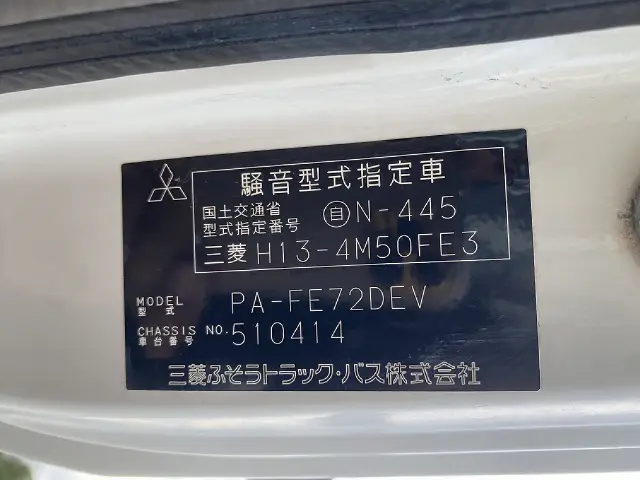 騒音型式指定車
国土交通省
型式指定番号
自N-445
三菱 H13-4M50FE3
MODEL
型式
PA-FE72DEV
CHASSIS NO.
車台番号
510414
三菱ふそうトラック・バス株式会社